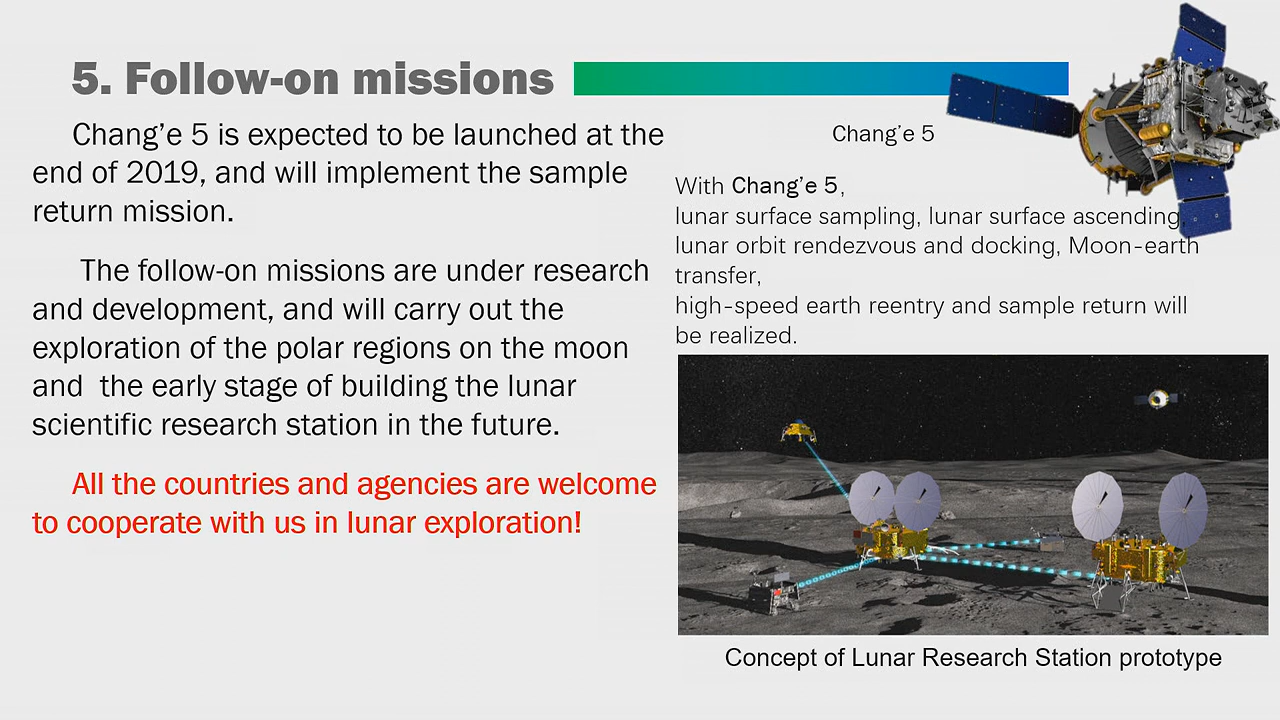 5. Follow-on missions
Chang’e 5 is expected to be launched at the
end of 2019, and will implement the sample
return mission.
The follow-on missions are under research
and development, and will carry out the
exploration of the polar regions on the moon
and  the early stage of building the lunar
scientific research station in the future.
All the countries and agencies are welcome
to cooperate with us in lunar exploration!
Chang’e 5
With Chang’e 5,
lunar surface sampling, lunar surface ascending,
lunar orbit rendezvous and docking, Moon-earth
transfer,
high-speed earth reentry and sample return will
be realized.
Concept of Lunar Research Station prototype